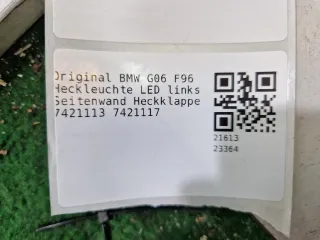 Original BMW G06 F96
Heckleuchte LED links
Seitenwand Heckklappe
7421113 7421117
21613
23364